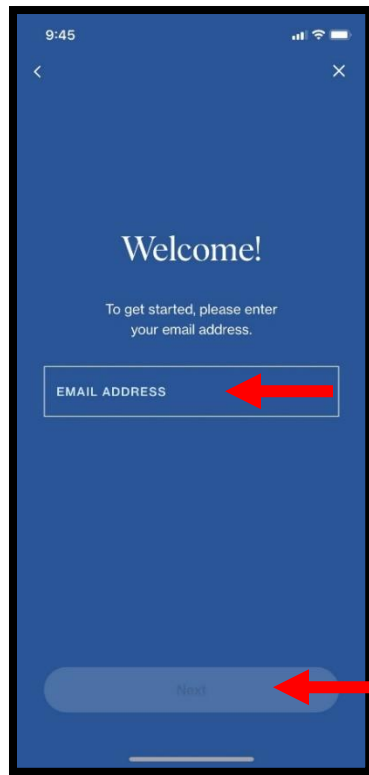 9:45
Welcome!
To get started, please enter
your email address.
EMAIL ADDRESS
Next